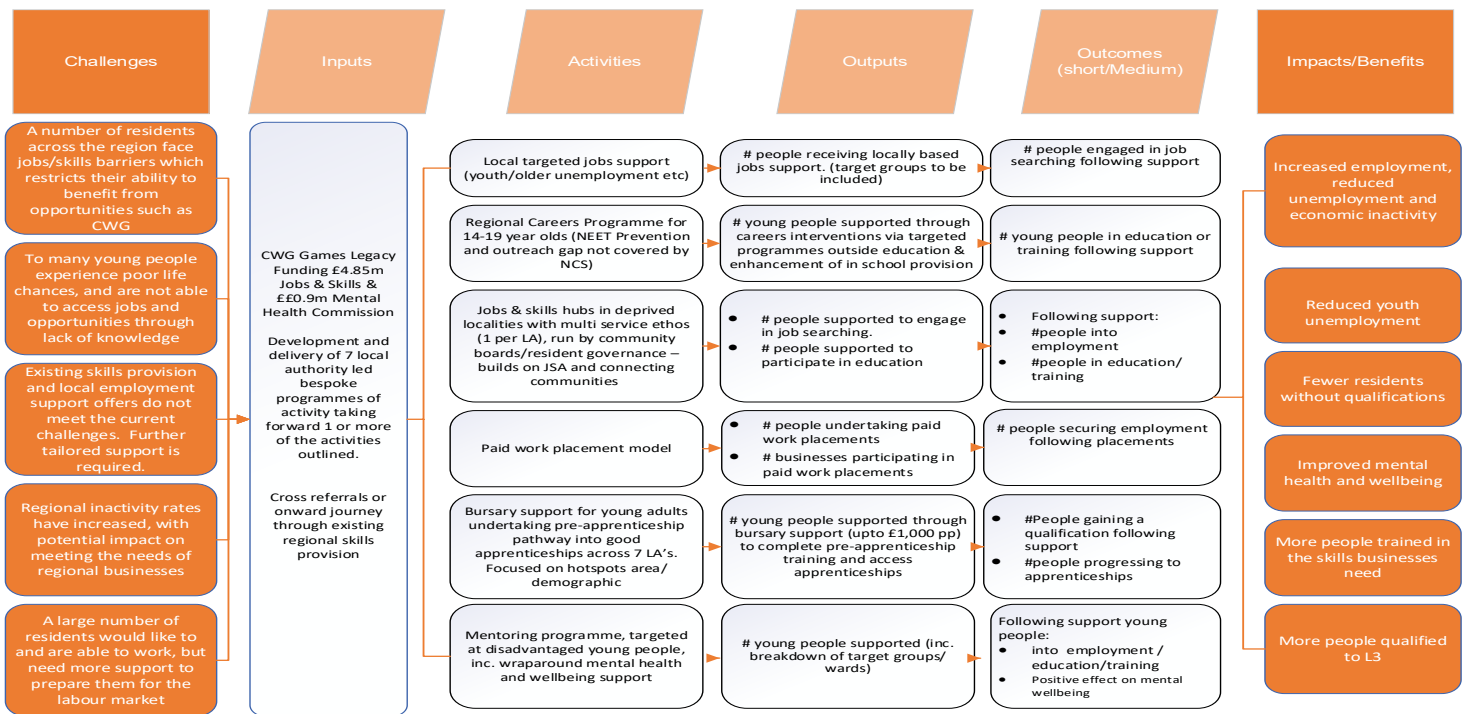 Challenges
Inputs
Activities
Outputs
Outcomes
(short/Medium)
Impacts/Benefits
A number of residents
across the region face
jobs/skills barriers which
restricts their ability to
benefit from
opportunities such as
CWG
To many young people
experience poor life
chances, and are not able
to access jobs and
opportunities through
lack of knowledge
Existing skills provision
and local employment
support offers do not
meet the current
challenges. Further
tailored support is
required.
Regional inactivity rates
have increased, with
potential impact on
meeting the needs of
regional businesses
A large number of
residents would like to
and are able to work, but
need more support to
prepare them for the
labour market
CWG Games Legacy
Funding £4.85m
Jobs & Skills &
££0.9m Mental
Health Commission
Development and
delivery of 7 local
authority led
bespoke
programmes of
activity taking
forward 1 or more
of the activities
outlined.
Cross referrals or
onward journey
through existing
regional skills
provision
Local targeted jobs support
(youth/older unemployment etc)
# people receiving locally based
jobs support. (target groups to be
included)
# people engaged in job
searching following support
Regional Careers Programme for
14-19 year olds (NEET Prevention
and outreach gap not covered by
NCS)
# young people supported through
careers interventions via targeted
programmes outside education &
enhancement of in school provision
# young people in education or
training following support
Jobs & skills hubs in deprived
localities with multi service ethos
(1 per LA), run by community
boards/resident governance –
builds on JSA and connecting
communities
● # people supported to engage
in job searching.
● # people supported to
participate in education
● Following support:
● #people into
employment
● #people in education/
training
Paid work placement model
● # people undertaking paid
work placements
● # businesses participating in
paid work placements
# people securing employment
following placements
Bursary support for young adults
undertaking pre-apprenticeship
pathway into good
apprenticeships across 7 LA's.
Focused on hotspots area/
demographic
# young people supported through
bursary support (upto £1,000 pp)
to complete pre-apprenticeship
training and access
apprenticeships
● #People gaining a
qualification following
support
● #people progressing to
apprenticeships
Mentoring programme, targeted
at disadvantaged young people,
inc. wraparound mental health
and wellbeing support
# young people supported (inc.
breakdown of target groups/
wards)
Following support young
people:
● into employment /
education/training
● Positive effect on mental
wellbeing
Increased employment,
reduced
unemployment and
economic inactivity
Reduced youth
unemployment
Fewer residents
without qualifications
Improved mental
health and wellbeing
More people trained in
the skills businesses
need
More people qualified
to L3